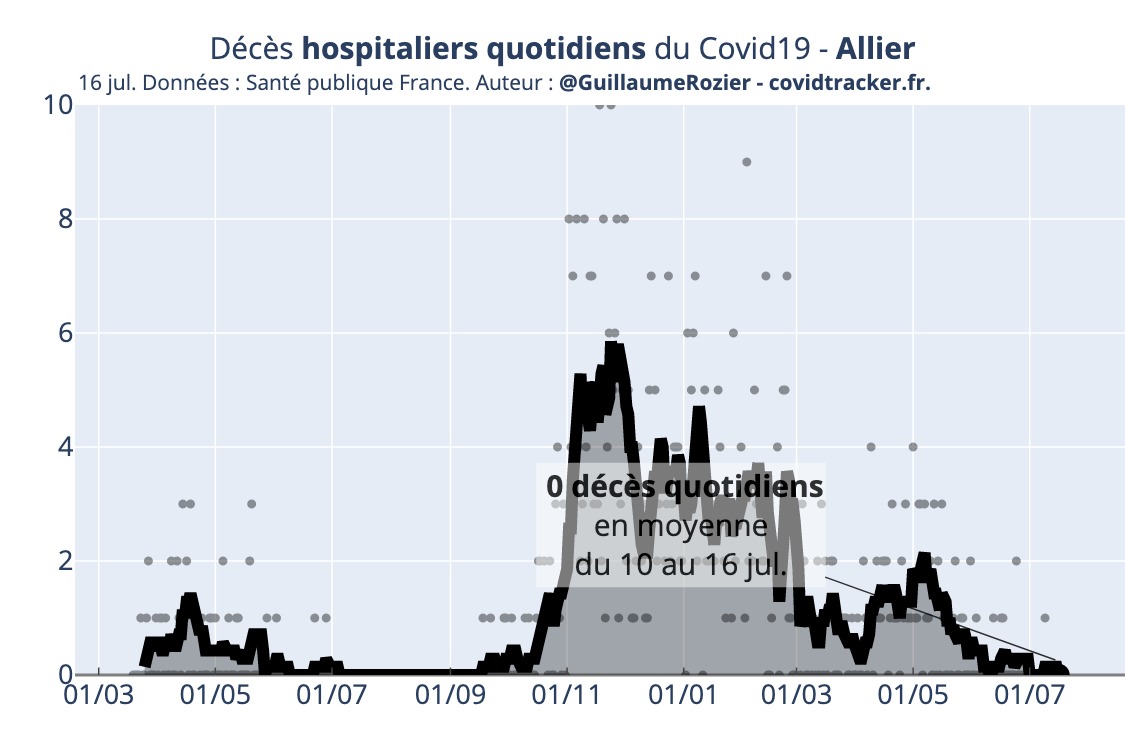 Décès hospitaliers quotidiens du Covid19 - Allier
16 jul. Données : Santé publique France. Auteur : @GuillaumeRozier - covidtracker.fr.
10
8
6
4
2
0
0 décès quotidiens
en moyenne
du 10 au 16 jul.
01/03 01/05 01/07 01/09 01/11 01/01 01/03 01/05 01/07